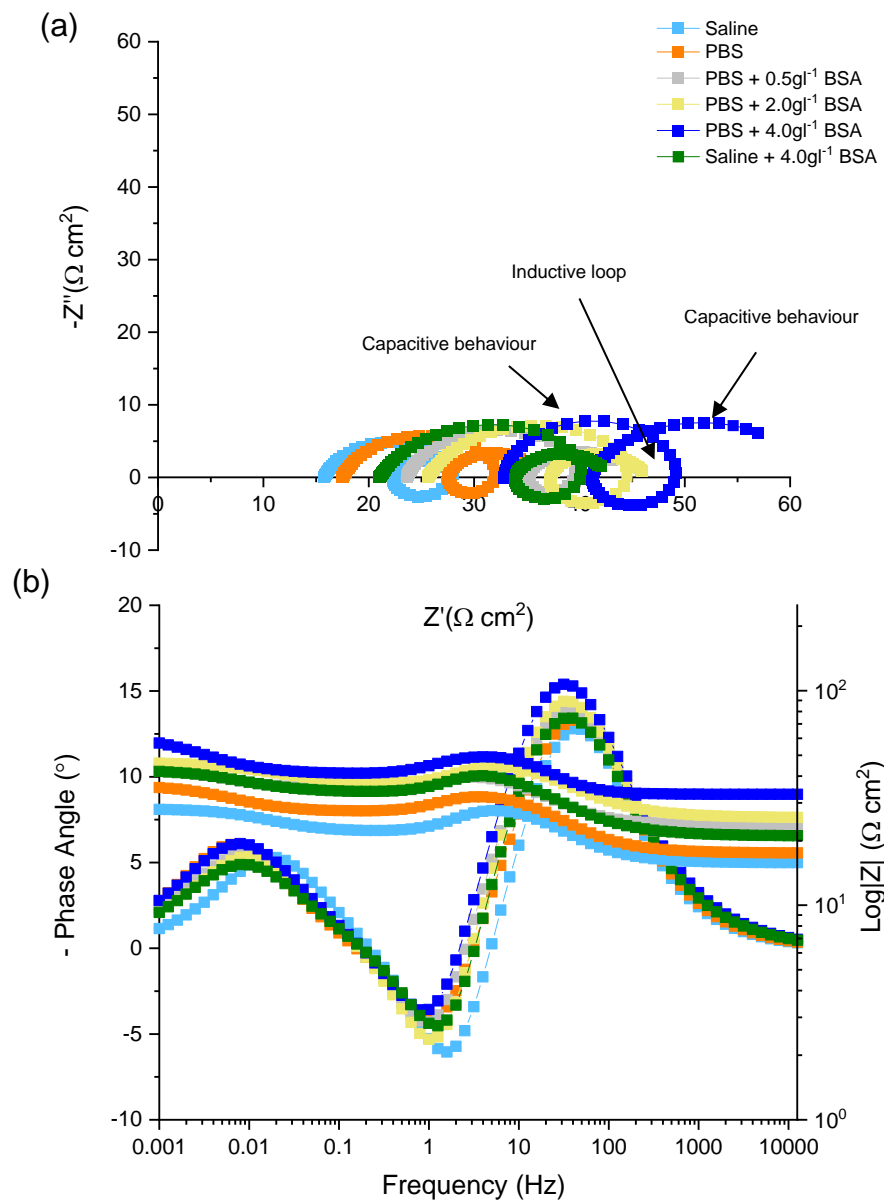 (a)
Saline
PBS
PBS + 0.5gl⁻¹ BSA
PBS + 2.0gl⁻¹ BSA
PBS + 4.0gl⁻¹ BSA
Saline + 4.0gl⁻¹ BSA
60
50
40
30
20
10
0
-10
-Z''(Ω cm²)
Inductive loop
Capacitive behaviour
Capacitive behaviour
0 10 20 30 40 50 60
Z'(Ω cm²)
(b)
20
15
10
5
0
-5
-10
- Phase Angle (°)
10²
10¹
10⁰
Log|Z| (Ω cm²)
0.001 0.01 0.1 1 10 100 1000 10000
Frequency (Hz)